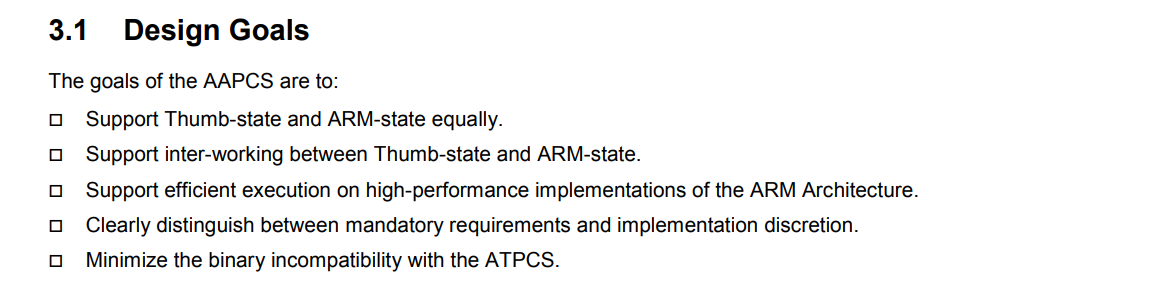 3.1 Design Goals
The goals of the AAPCS are to:
□ Support Thumb-state and ARM-state equally.
□ Support inter-working between Thumb-state and ARM-state.
□ Support efficient execution on high-performance implementations of the ARM Architecture.
□ Clearly distinguish between mandatory requirements and implementation discretion.
□ Minimize the binary incompatibility with the ATPCS.